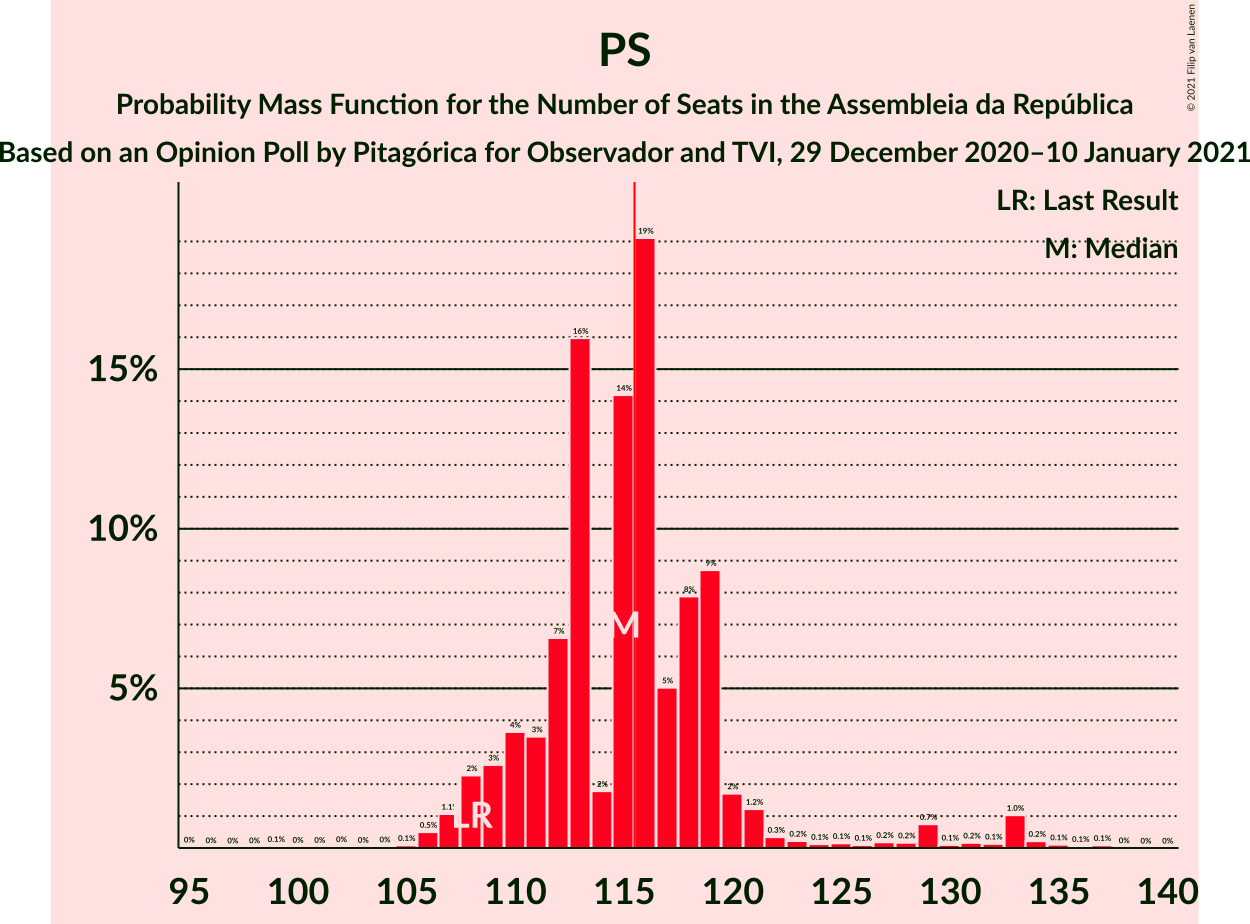 PS
© 2021 Filip van Laenen
Probability Mass Function for the Number of Seats in the Assembleia da República
Based on an Opinion Poll by Pitagórica for Observador and TVI, 29 December 2020–10 January 2021
LR: Last Result
M: Median
15%
10%
5%
0% 0% 0% 0% 0.1% 0% 0% 0% 0% 0% 0.1% 0.5% 1.1% 2% 3% 4% 3% 7% 16% 2% 14% 19% 5% 8% 9% 2% 1.2% 0.3% 0.2% 0.1% 0.1% 0.1% 0.2% 0.2% 0.7% 0.1% 0.2% 0.1% 1.0% 0.2% 0.1% 0.1% 0.1% 0% 0% 0%
M
LR
95 100 105 110 115 120 125 130 135 140